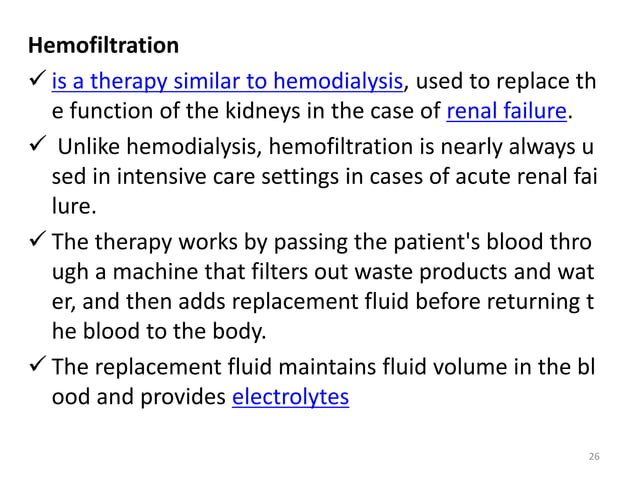 Hemofiltration
✓ is a therapy similar to hemodialysis, used to replace th
e function of the kidneys in the case of renal failure.
✓ Unlike hemodialysis, hemofiltration is nearly always u
sed in intensive care settings in cases of acute renal fai
lure.
✓ The therapy works by passing the patient's blood thro
ugh a machine that filters out waste products and wat
er, and then adds replacement fluid before returning t
he blood to the body.
✓ The replacement fluid maintains fluid volume in the bl
ood and provides electrolytes
26